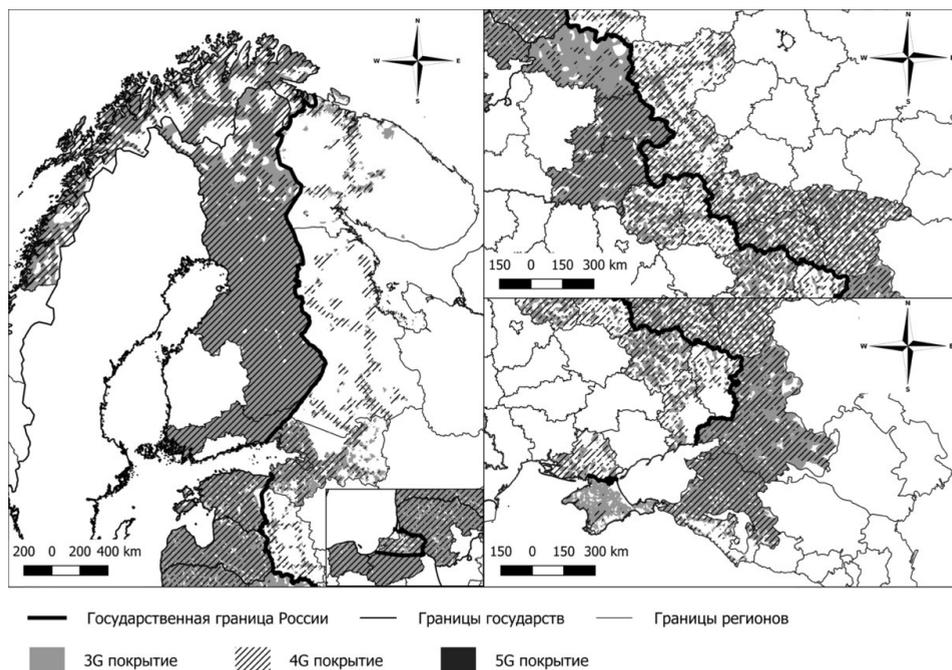 N
W E
S
200 0 200 400 km
N
W E
S
150 0 150 300 km
N
W E
S
150 0 150 300 km
Государственная граница России
Границы государств
Границы регионов
3G покрытие
4G покрытие
5G покрытие